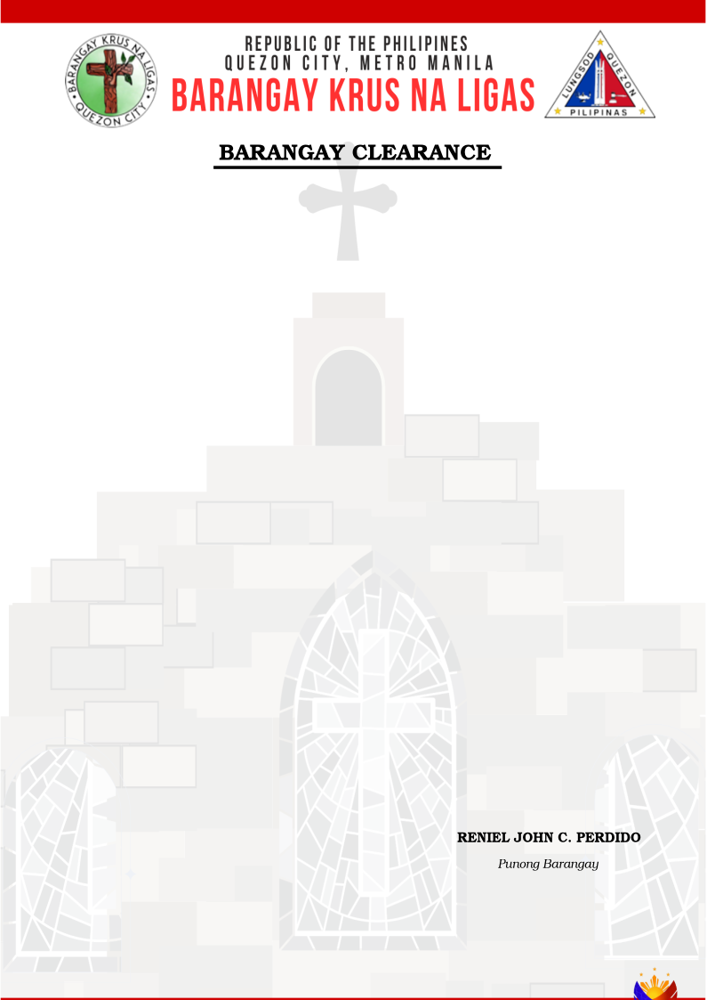 BARANGAY KRUS NA LIGAS
QUEZON CITY
REPUBLIC OF THE PHILIPINES
QUEZON CITY, METRO MANILA
BARANGAY KRUS NA LIGAS
LUNGSOD QUEZON
PILIPINAS
BARANGAY CLEARANCE
RENIEL JOHN C. PERDIDO
Punong Barangay